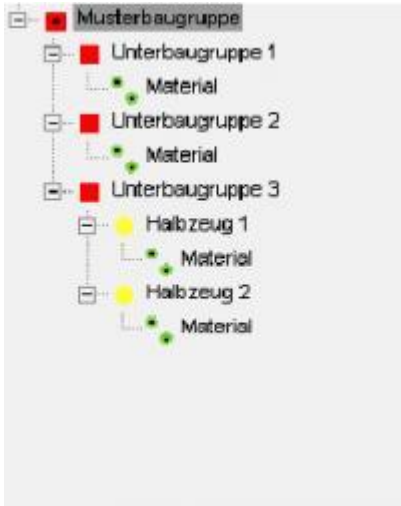 Musterbaugruppe
Unterbaugruppe 1
Material
Unterbaugruppe 2
Material
Unterbaugruppe 3
Halbzeug 1
Material
Halbzeug 2
Material